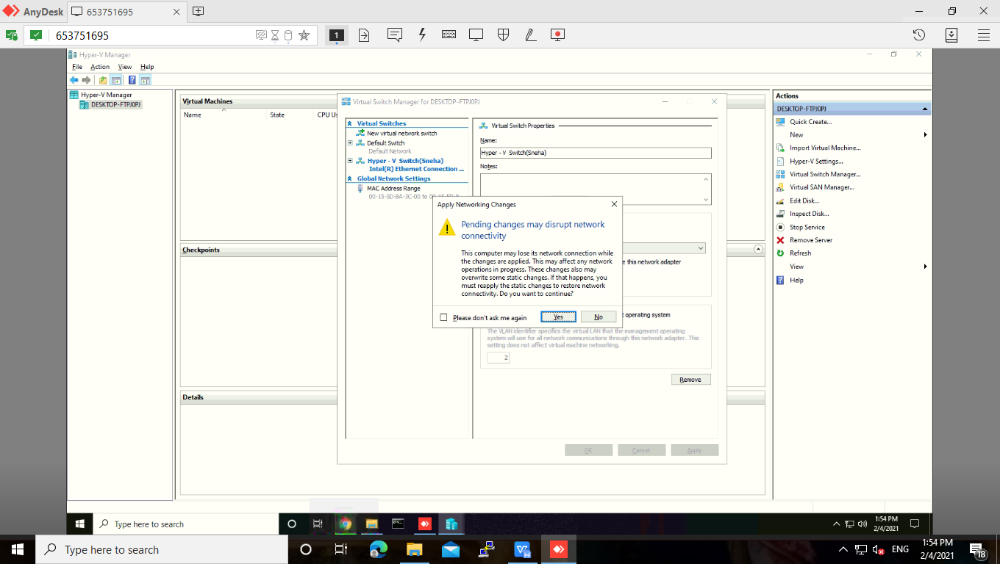 AnyDesk
653751695
653751695
1
Hyper-V Manager
File Action View Help
Hyper-V Manager
DESKTOP-FTPJ0PJ
Virtual Machines
Name State CPU Us
Checkpoints
Details
Virtual Switch Manager for DESKTOP-FTPJ0PJ
Virtual Switches
New virtual network switch
Default Switch
Default Network
Hyper - V Switch(Sneha)
Intel(R) Ethernet Connection ...
Global Network Settings
MAC Address Range
00-15-5D-8A-3C-00 to
Virtual Switch Properties
Name:
Hyper - V Switch(Sneha)
Notes:
Apply Networking Changes
Pending changes may disrupt network
connectivity
This computer may lose its network connection while
the changes are applied. This may affect any network
operations in progress. These changes also may
overwrite some static changes. If that happens, you
must reapply the static changes to restore network
connectivity. Do you want to continue?
Please don't ask me again
Yes No
this network adapter
operating system
The VLAN identifier specifies the virtual LAN that the management operating
system will use for all network communications through this network adapter. This
setting does not affect virtual machine networking.
2
Remove
OK Cancel Apply
Actions
DESKTOP-FTPJ0PJ
Quick Create...
New
Import Virtual Machine...
Hyper-V Settings...
Virtual Switch Manager...
Virtual SAN Manager...
Edit Disk...
Inspect Disk...
Stop Service
Remove Server
Refresh
View
Help
Type here to search
1:54 PM
2/4/2021
Type here to search
ENG
1:54 PM
2/4/2021
18